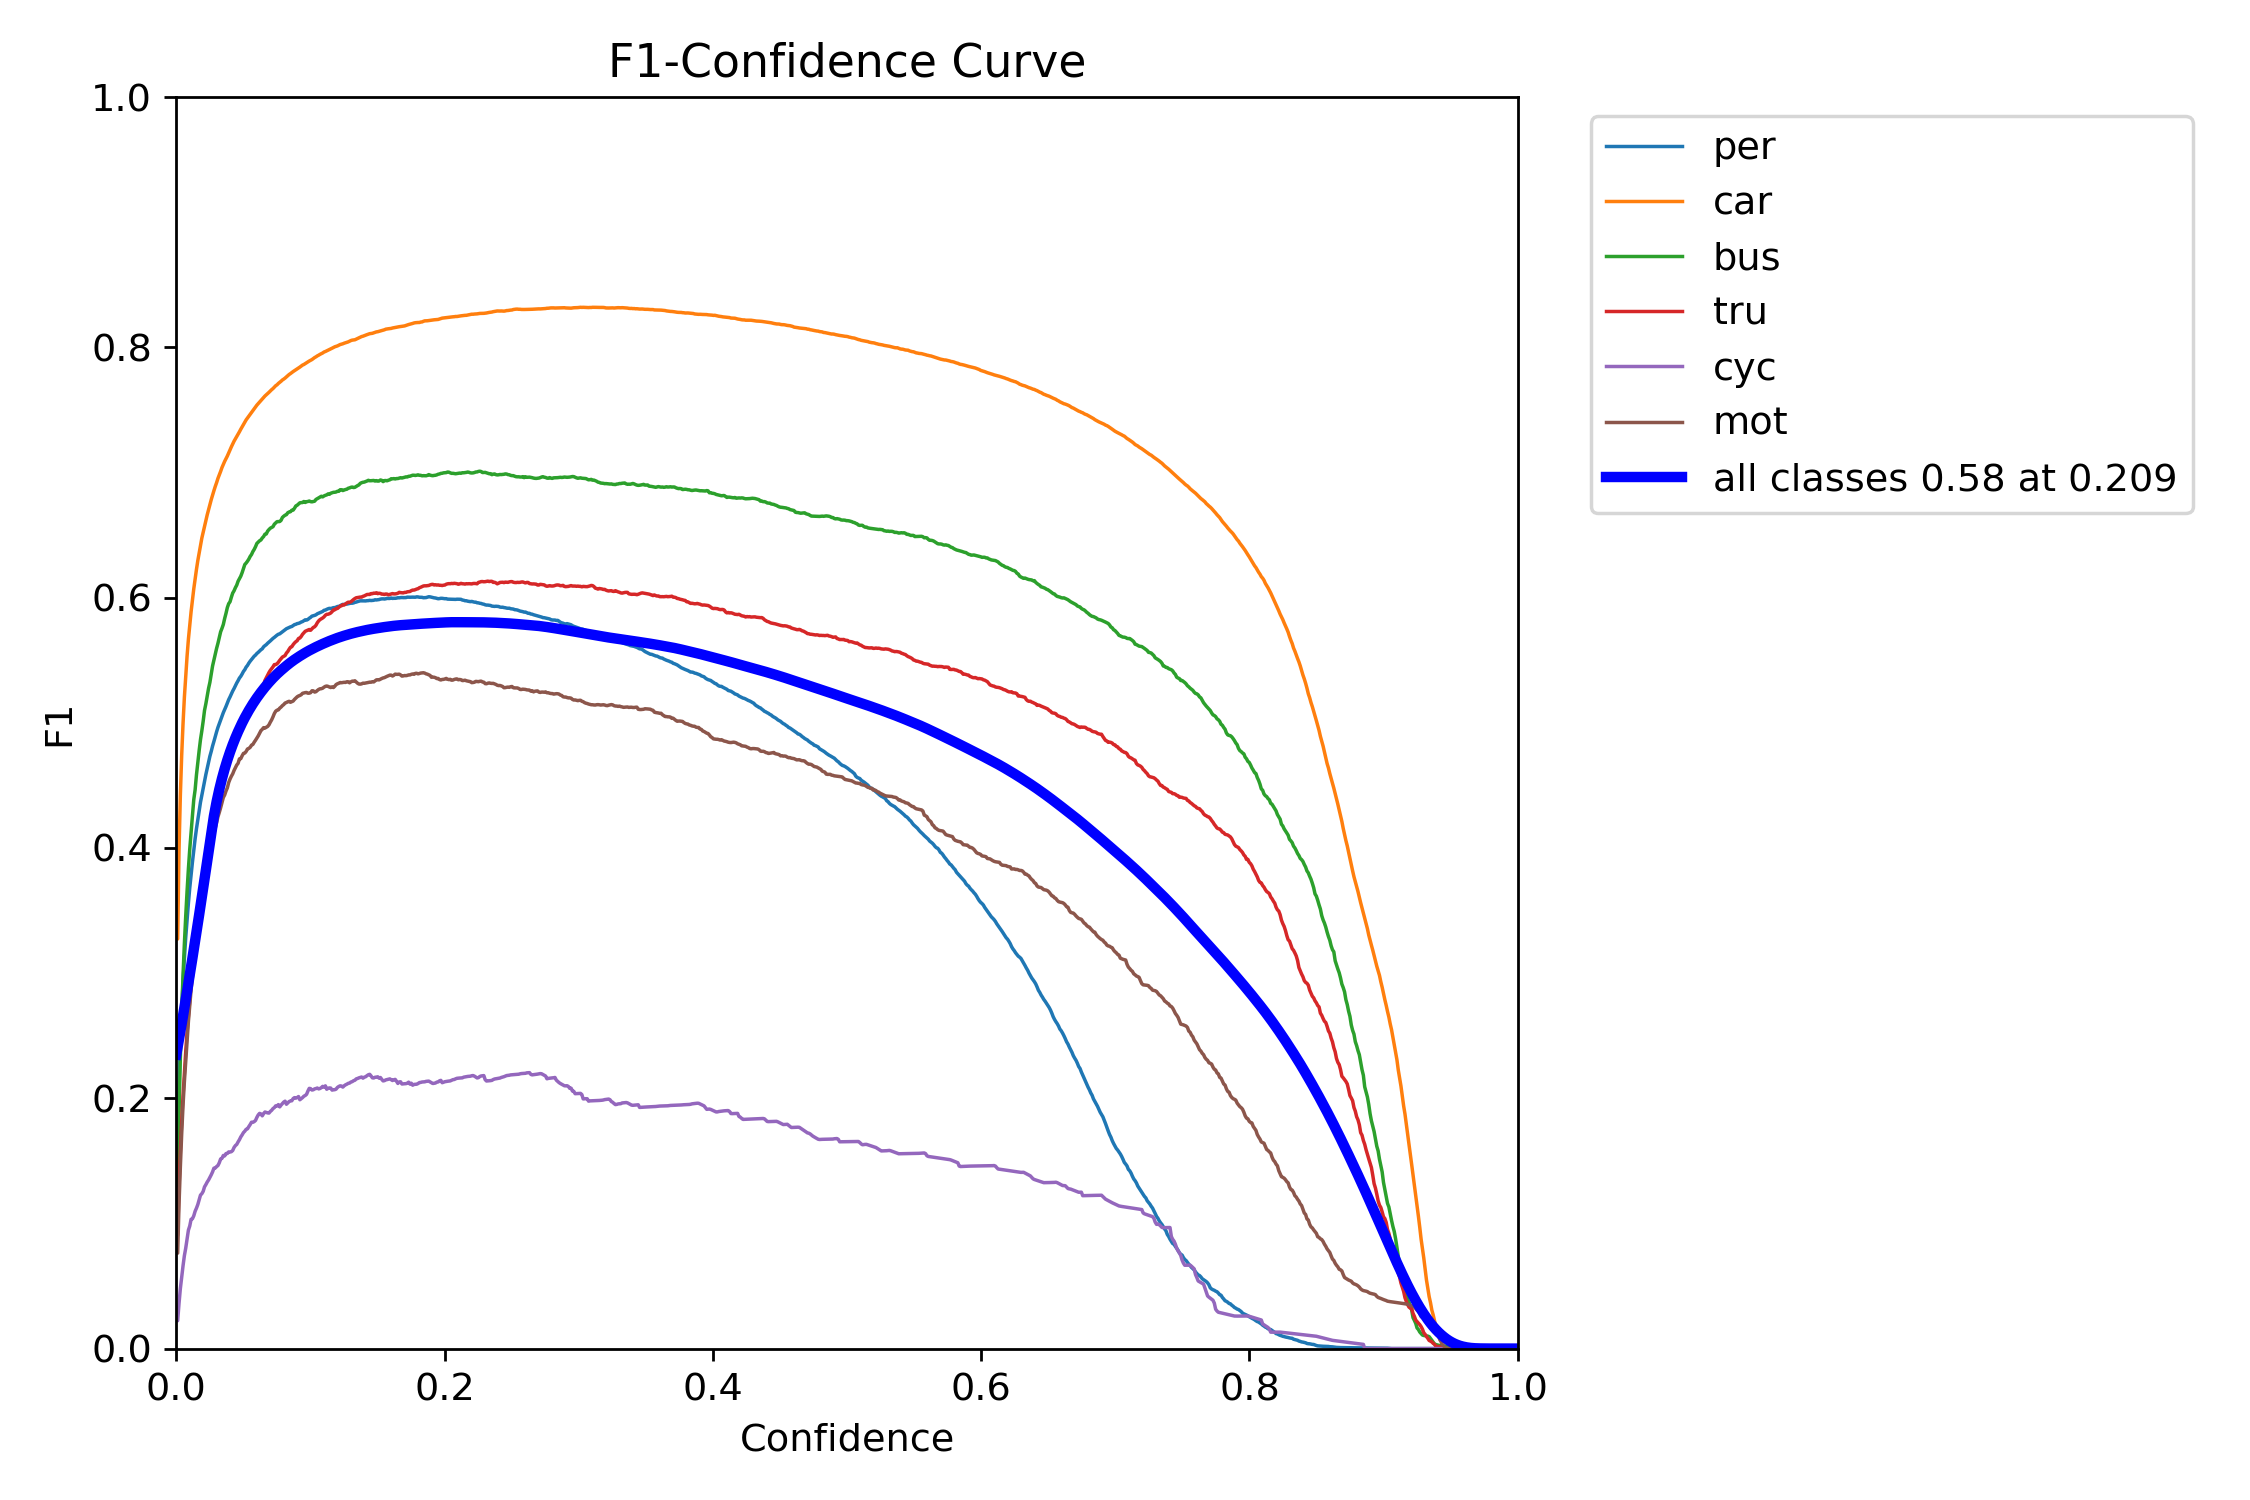 F1-Confidence Curve
1.0
0.8
0.6
0.4
0.2
0.0
F1
0.0 0.2 0.4 0.6 0.8 1.0
Confidence
per
car
bus
tru
cyc
mot
all classes 0.58 at 0.209